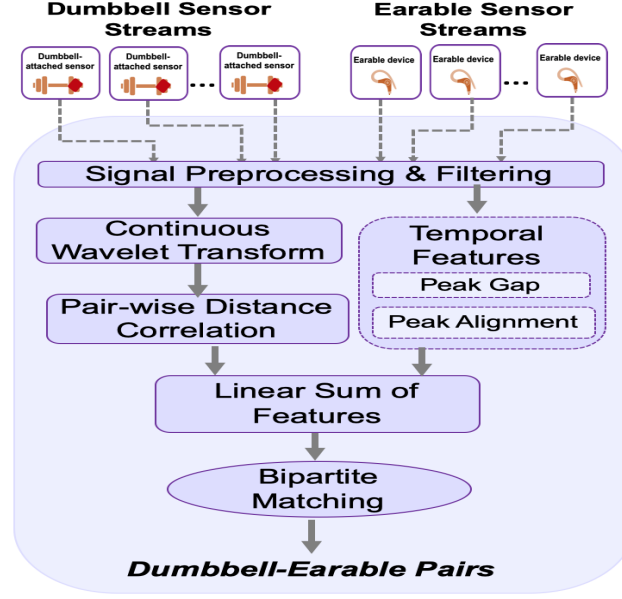 Dumbbell Sensor
Streams
Earable Sensor
Streams
Dumbbell-
attached sensor
Dumbbell-
attached sensor
...
Dumbbell-
attached sensor
Earable device
Earable device
...
Earable device
Signal Preprocessing & Filtering
Continuous
Wavelet Transform
Temporal
Features
Peak Gap
Peak Alignment
Pair-wise Distance
Correlation
Linear Sum of
Features
Bipartite
Matching
Dumbbell-Earable Pairs